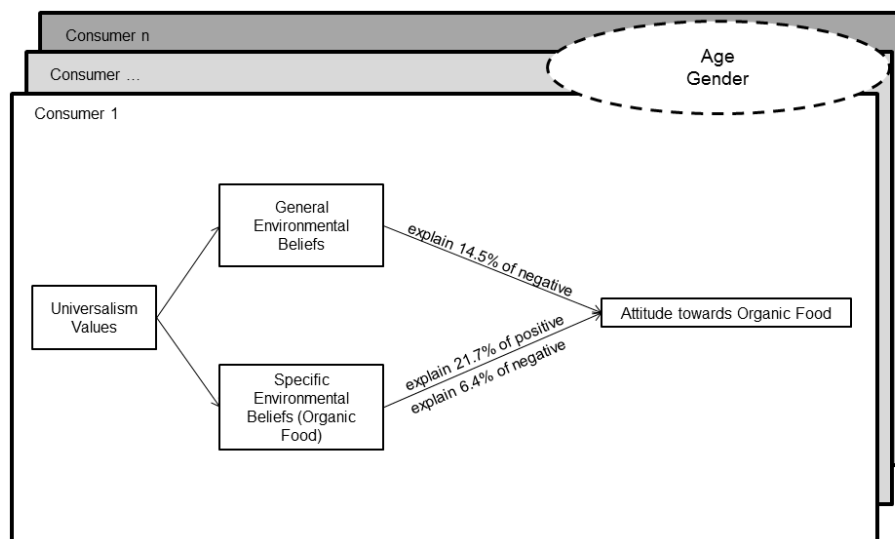 Consumer n
Age
Gender
Consumer ...
Consumer 1
General
Environmental
Beliefs
explain 14.5% of negative
Universalism
Values
Attitude towards Organic Food
explain 21.7% of positive
explain 6.4% of negative
Specific
Environmental
Beliefs (Organic
Food)